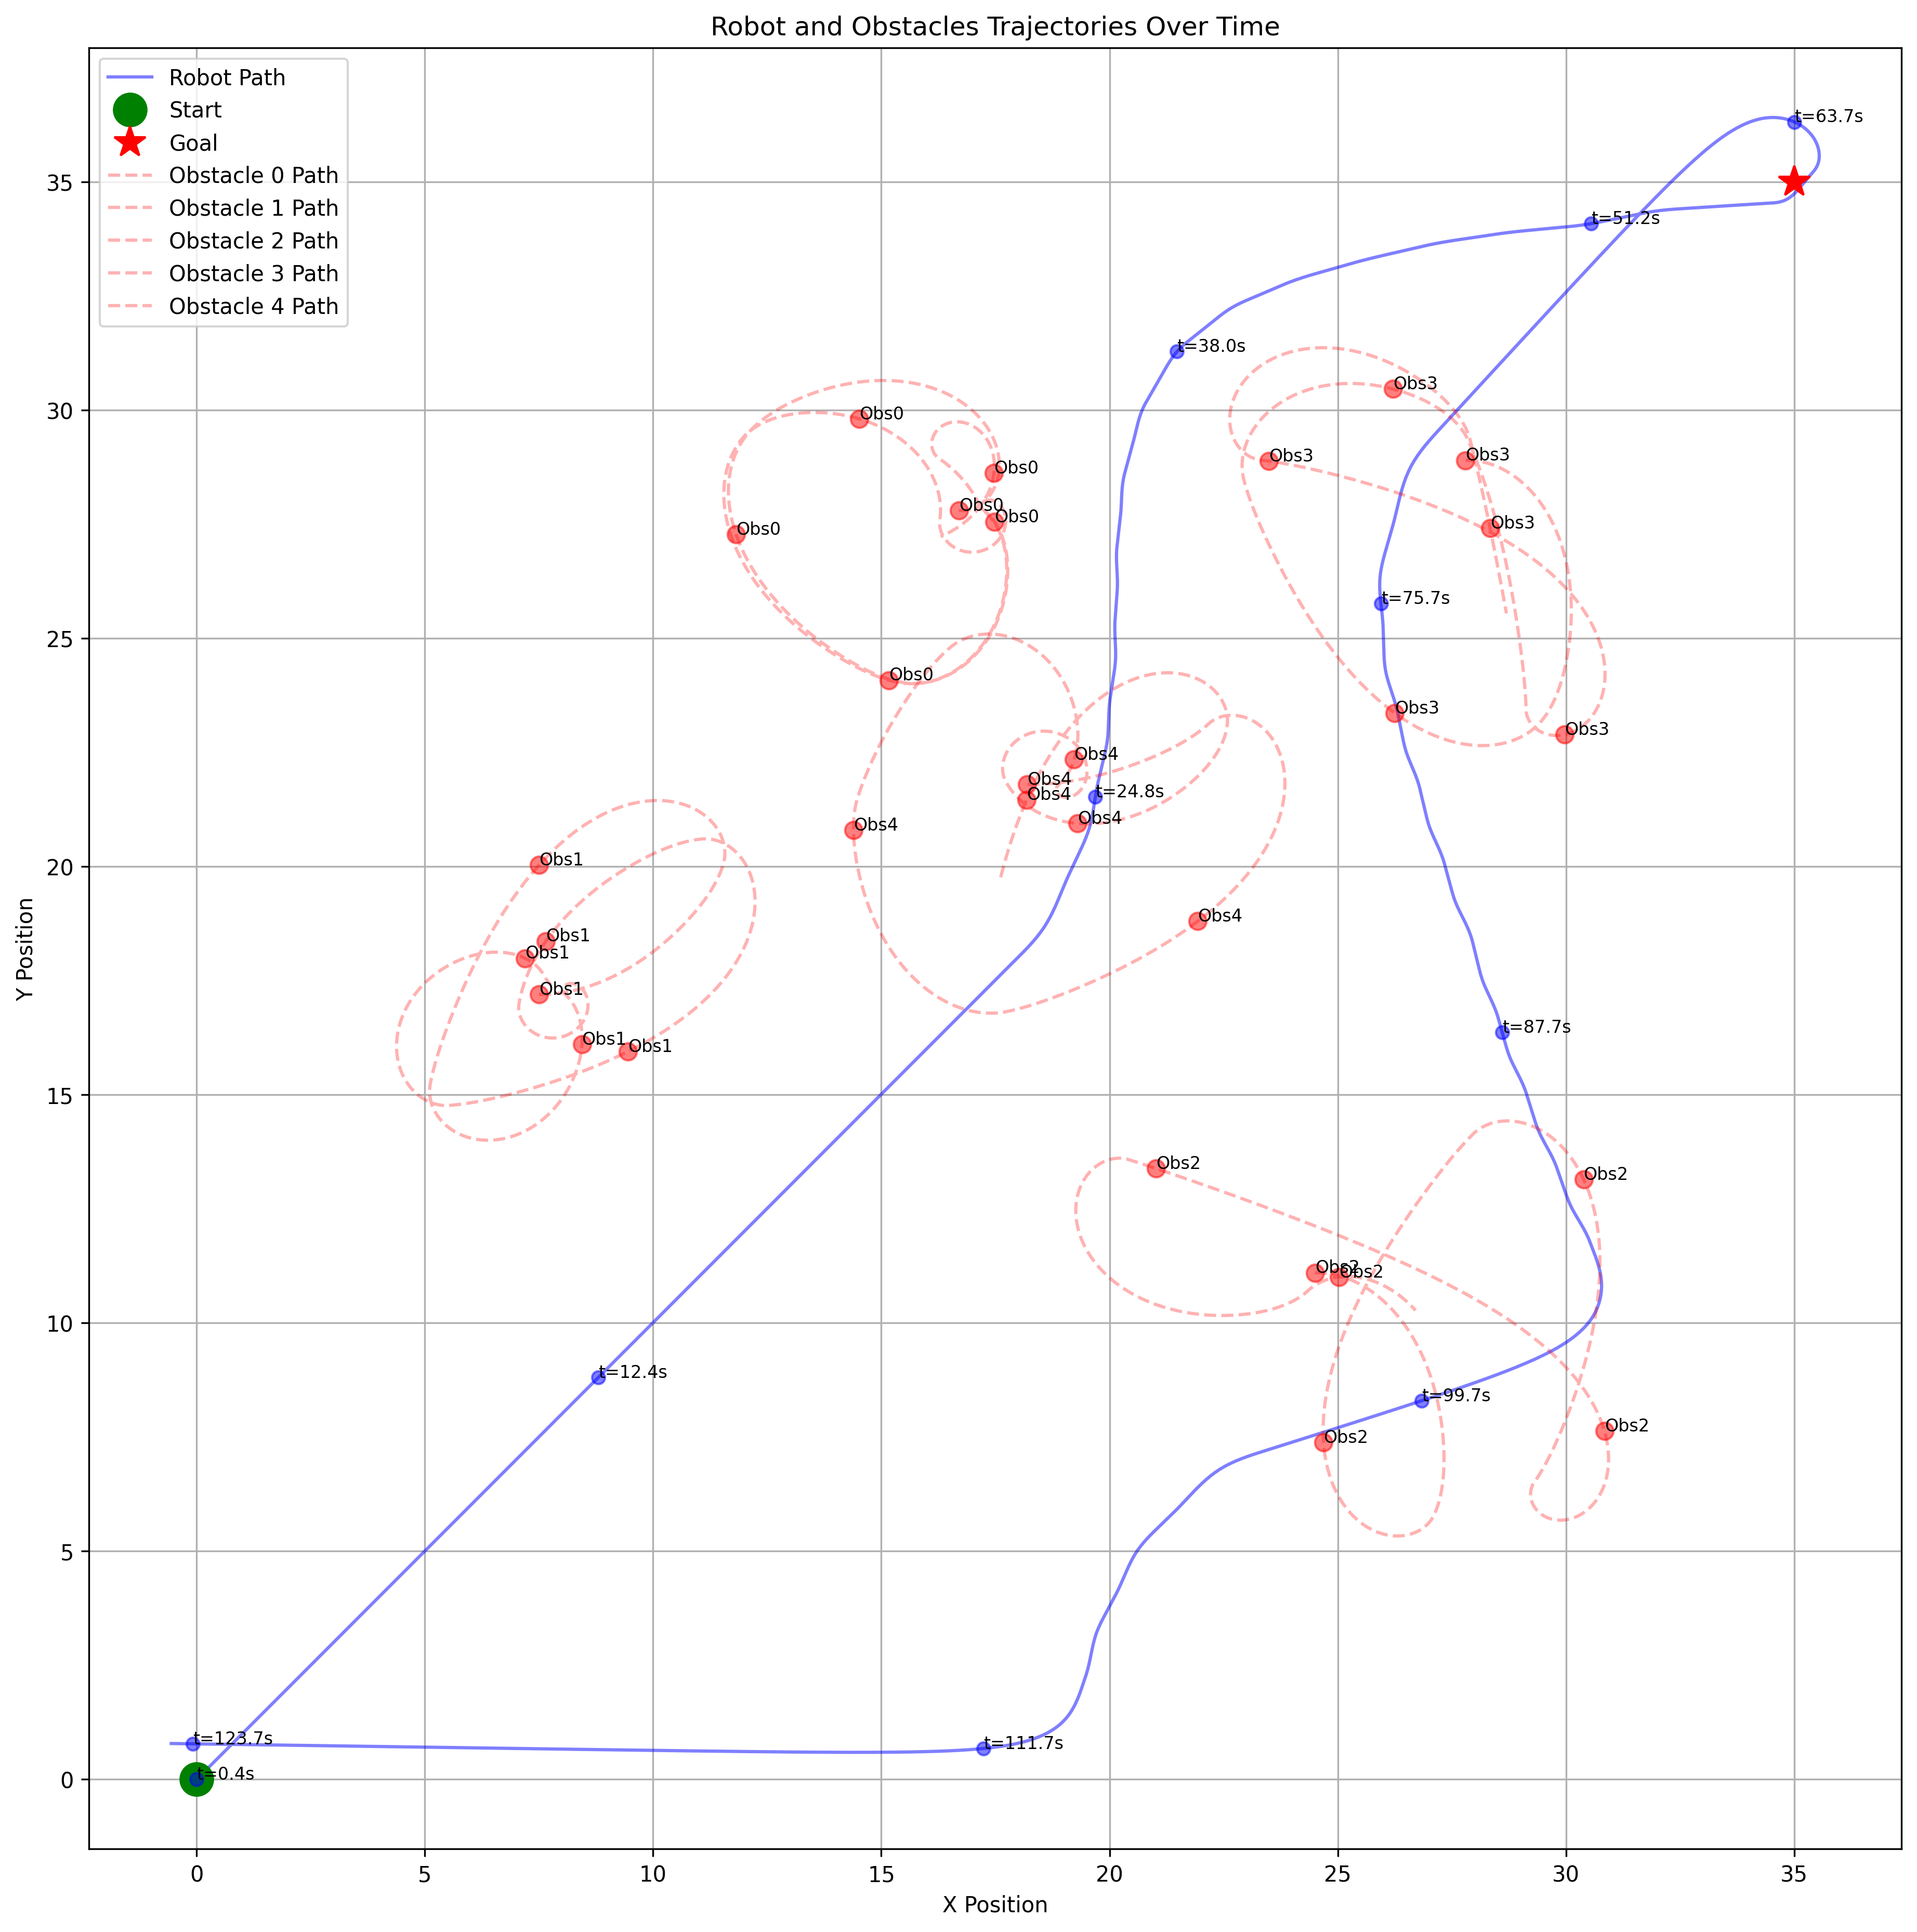 Robot and Obstacles Trajectories Over Time
Robot Path
Start
Goal
Obstacle 0 Path
Obstacle 1 Path
Obstacle 2 Path
Obstacle 3 Path
Obstacle 4 Path
t=63.7s
35
t=51.2s
t=38.0s
Obs3
30
Obs0
Obs3
Obs3
Obs0
Obs0
Obs0
Obs0
Obs3
t=75.7s
25
Obs0
Obs3
Obs3
Obs4
Obs4
Obs4
t=24.8s
Obs4
Obs4
20
Obs1
Obs4
Obs1
Obs1
Obs1
Y Position
t=87.7s
Obs1
Obs1
15
Obs2
Obs2
Obs2
Obs2
10
t=12.4s
t=99.7s
Obs2
Obs2
5
t=123.7s
t=111.7s
t=0.4s
0
0 5 10 15 20 25 30 35
X Position